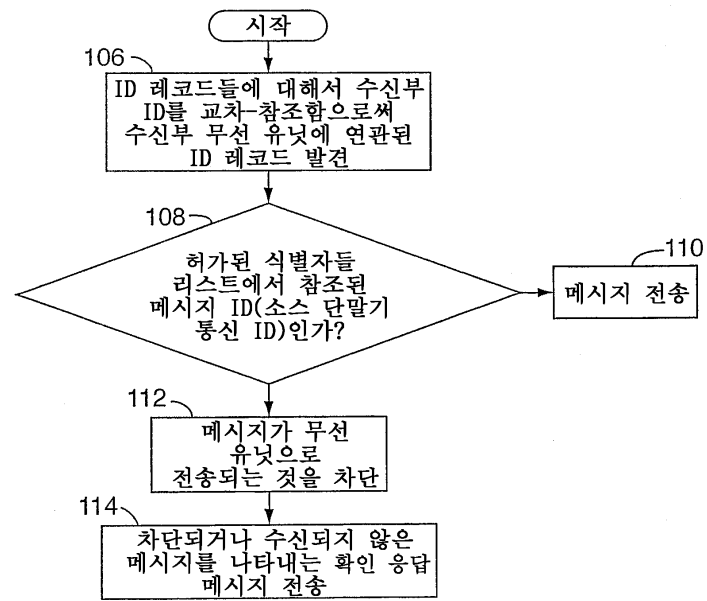 시작
106
ID 레코드들에 대해서 수신부
ID를 교차-참조함으로써
수신부 무선 유닛에 연관된
ID 레코드 발견
108
허가된 식별자들
리스트에서 참조된
메시지 ID(소스 단말기
통신 ID)인가?
110
메시지 전송
112
메시지가 무선
유닛으로
전송되는 것을 차단
114
차단되거나 수신되지 않은
메시지를 나타내는 확인 응답
메시지 전송